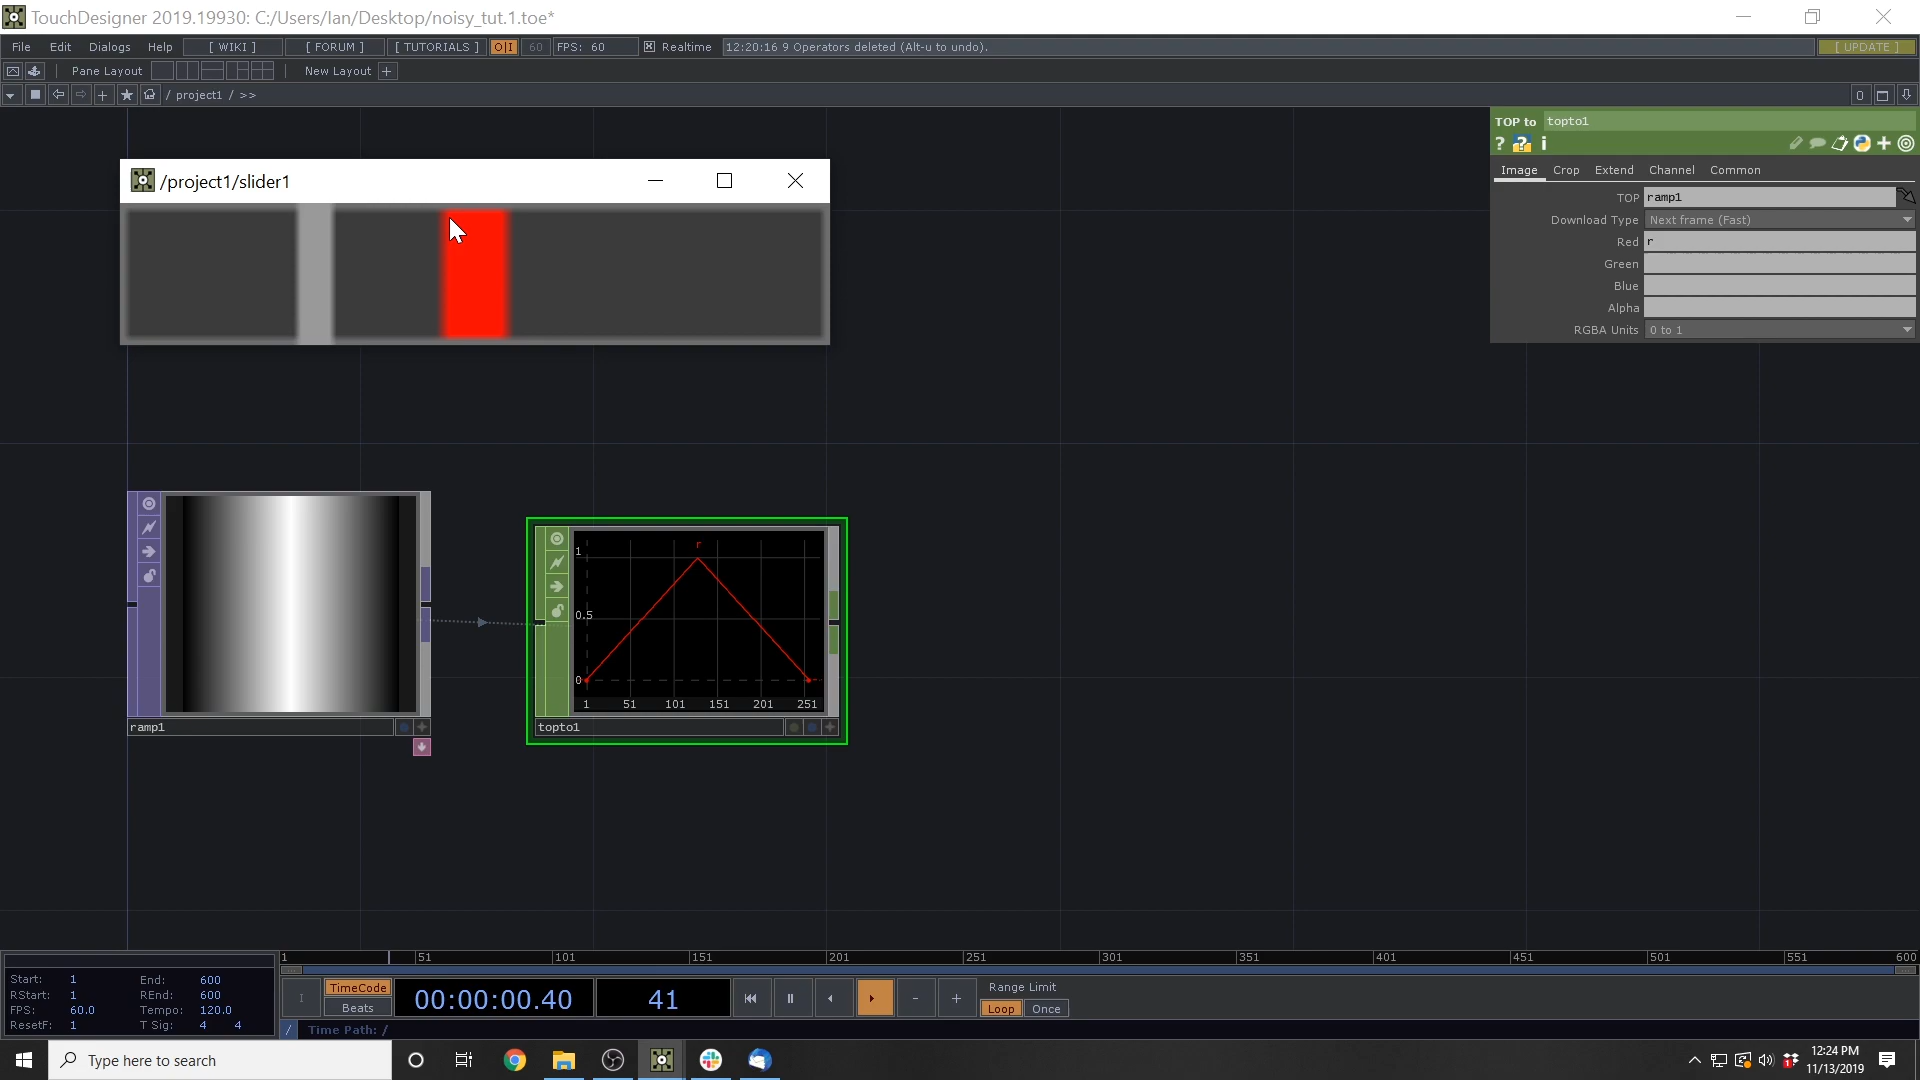 TouchDesigner 2019.19930: C:/Users/Ian/Desktop/noisy_tut.1.toe*
File Edit Dialogs Help [ WIKI ] [ FORUM ] [ TUTORIALS ] O|I 60 FPS: 60 Realtime 12:20:16 9 Operators deleted (Alt-u to undo). [ UPDATE ]
Pane Layout New Layout +
/ project1 / >> 0
TOP to topto1
? ? i
/project1/slider1
Image Crop Extend Channel Common
TOP ramp1
Download Type Next frame (Fast)
Red r
Green
Blue
Alpha
RGBA Units 0 to 1
r
1
0.5
0
1 51 101 151 201 251
ramp1
topto1
1 51 101 151 201 251 301 351 401 451 501 551 600
Start: 1 End: 600
RStart: 1 REnd: 600
FPS: 60.0 Tempo: 120.0
ResetF: 1 T Sig: 4 4
I TimeCode 00:00:00.40 41 - + Range Limit
Beats Loop Once
/ Time Path: /
Type here to search
12:24 PM
11/13/2019